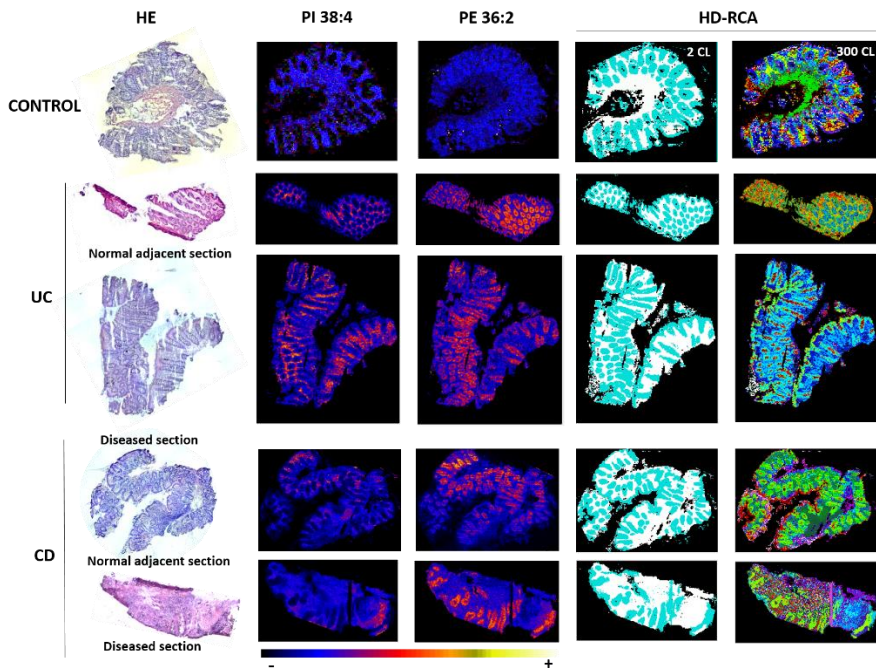 HE PI 38:4 PE 36:2 HD-RCA
2 CL 300 CL
CONTROL
Normal adjacent section
UC
Diseased section
CD
Normal adjacent section
Diseased section
- +